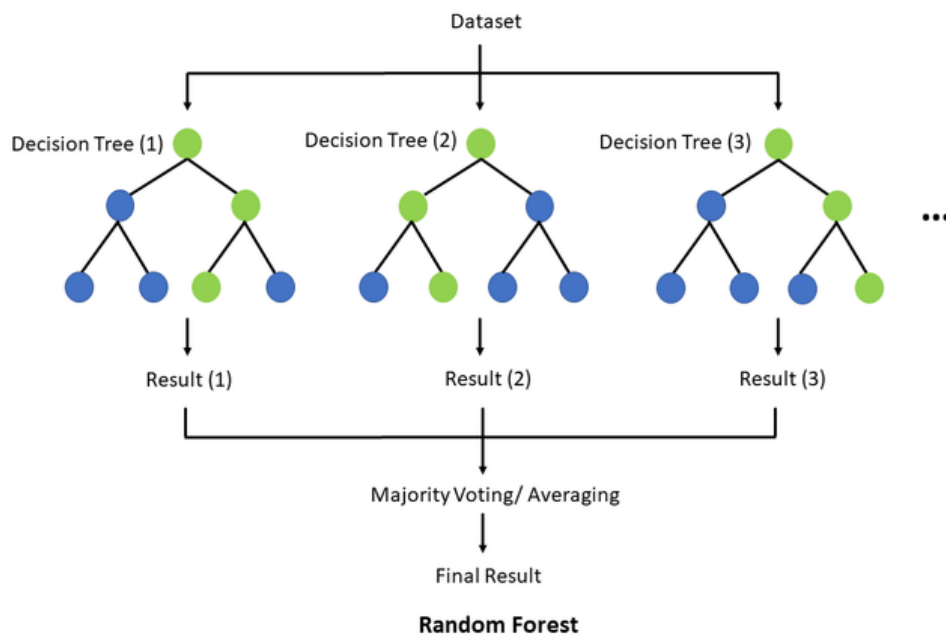 Dataset
Decision Tree (1)
Decision Tree (2)
Decision Tree (3)
...
Result (1)
Result (2)
Result (3)
Majority Voting/ Averaging
Final Result
Random Forest